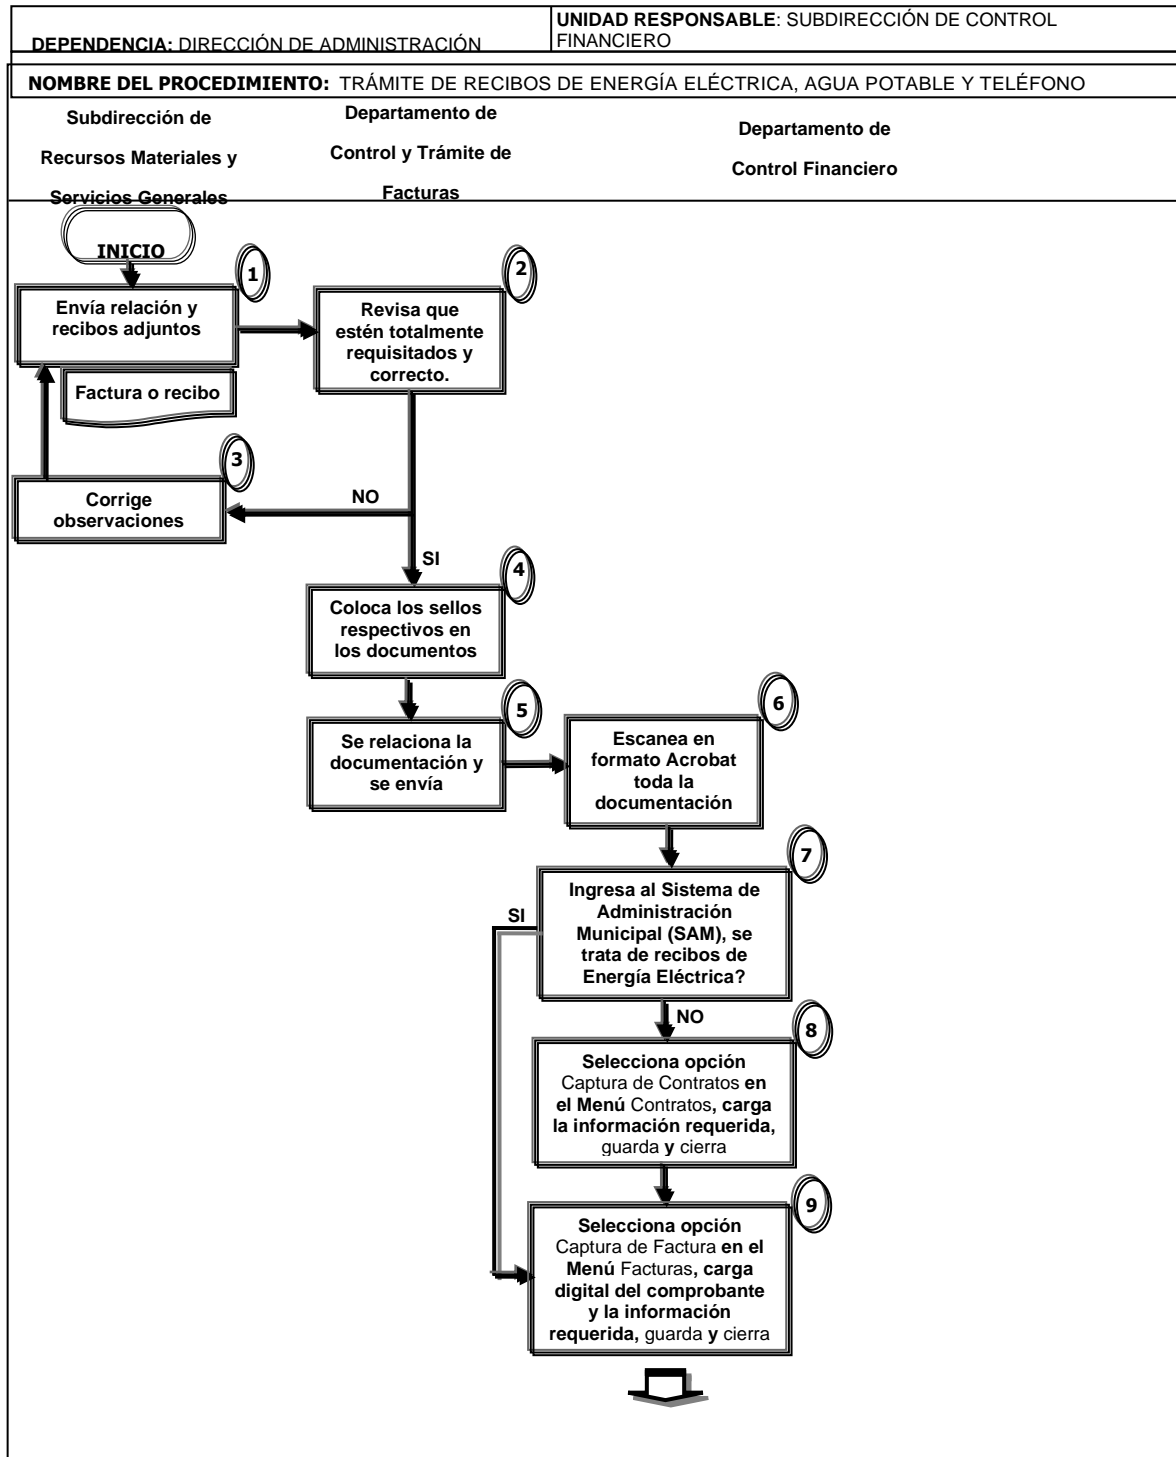 UNIDAD RESPONSABLE: SUBDIRECCIÓN DE CONTROL
FINANCIERO
DEPENDENCIA: DIRECCIÓN DE ADMINISTRACIÓN
NOMBRE DEL PROCEDIMIENTO: TRÁMITE DE RECIBOS DE ENERGÍA ELÉCTRICA, AGUA POTABLE Y TELÉFONO
Subdirección de
Recursos Materiales y
Servicios Generales
Departamento de
Control y Trámite de
Facturas
Departamento de
Control Financiero
INICIO
1
Envía relación y
recibos adjuntos
Factura o recibo
2
Revisa que
estén totalmente
requisitados y
correcto.
3
Corrige
observaciones
NO
SI
4
Coloca los sellos
respectivos en
los documentos
5
Se relaciona la
documentación y
se envía
6
Escanea en
formato Acrobat
toda la
documentación
7
Ingresa al Sistema de
Administración
Municipal (SAM), se
trata de recibos de
Energía Eléctrica?
SI
NO
8
Selecciona opción
Captura de Contratos en
el Menú Contratos, carga
la información requerida,
guarda y cierra
9
Selecciona opción
Captura de Factura en el
Menú Facturas, carga
digital del comprobante
y la información
requerida, guarda y cierra